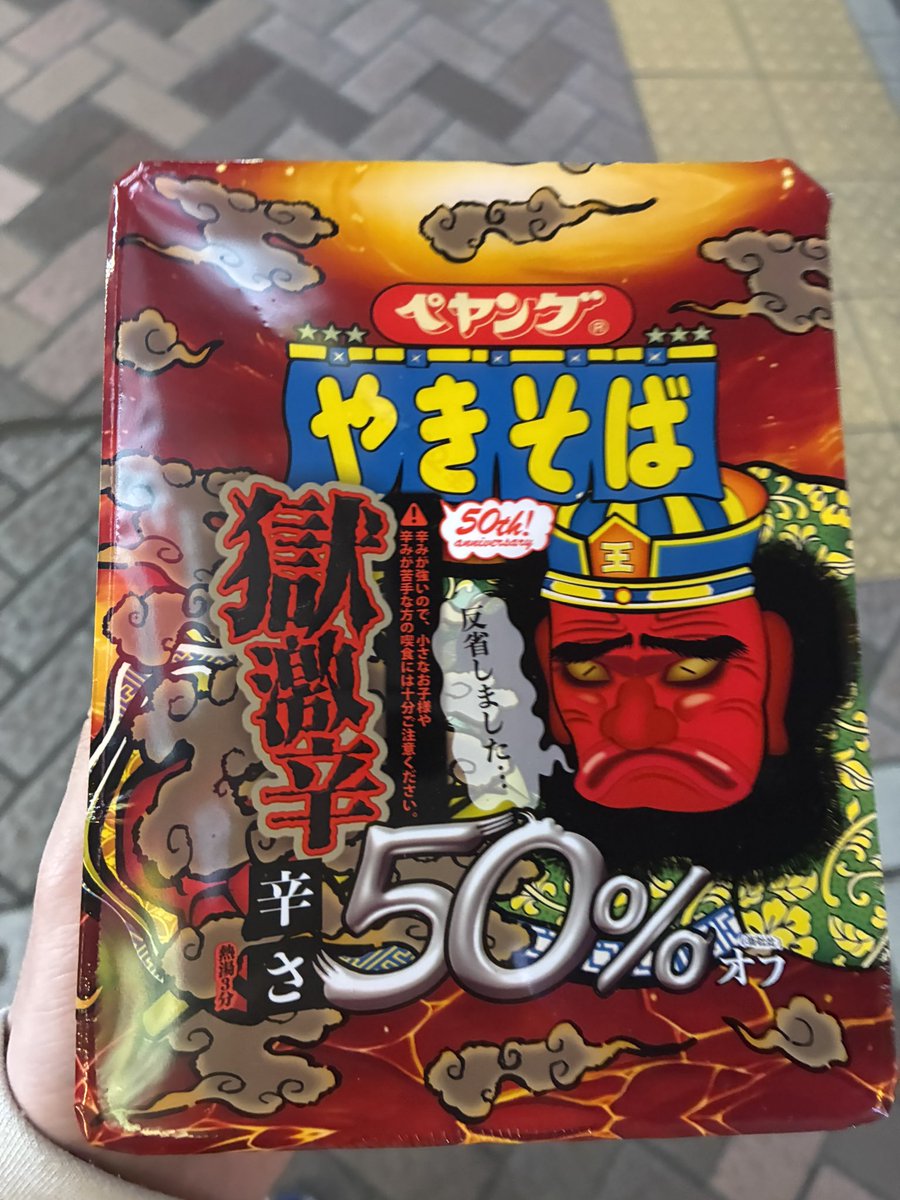 ペヤング®
やきそば
獄激辛
辛みが強いので、小さなお子様や
辛みが苦手な方の喫食には十分ご注意ください。
50th!
anniversary
王
反省しました…
辛さ
50%
オフ
熱湯3分